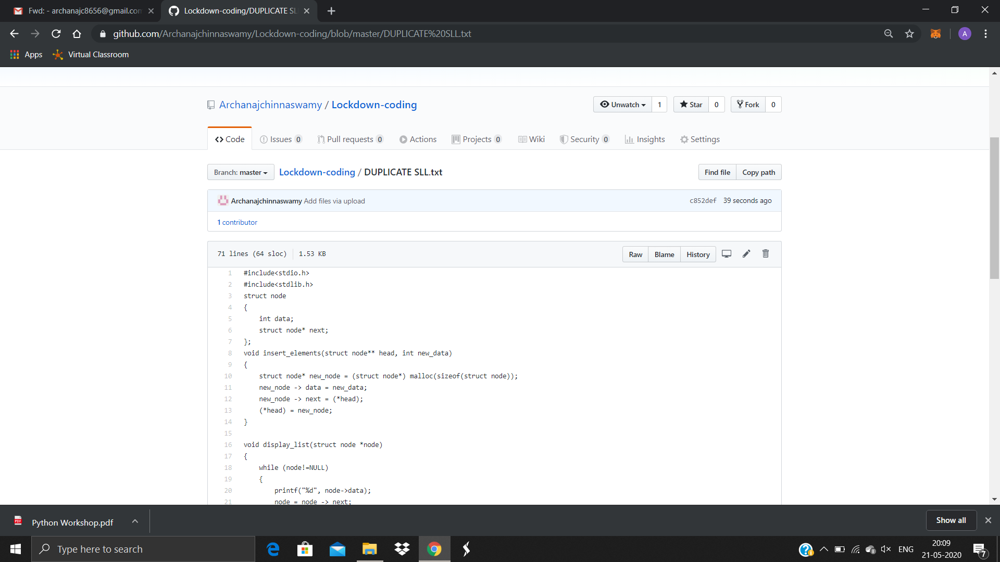 Fwd: - archanajc8656@gmail.com
Lockdown-coding/DUPLICATE SL
github.com/Archanajchinnaswamy/Lockdown-coding/blob/master/DUPLICATE%20SLL.txt
A
Apps
Virtual Classroom
Archanajchinnaswamy / Lockdown-coding
Unwatch 1
Star 0
Fork 0
Code
Issues 0
Pull requests 0
Actions
Projects 0
Wiki
Security 0
Insights
Settings
Branch: master
Lockdown-coding / DUPLICATE SLL.txt
Find file
Copy path
Archanajchinnaswamy Add files via upload
c852def 39 seconds ago
1 contributor
71 lines (64 sloc) 1.53 KB
Raw
Blame
History
1 #include<stdio.h>
2 #include<stdlib.h>
3 struct node
4 {
5 int data;
6 struct node* next;
7 };
8 void insert_elements(struct node** head, int new_data)
9 {
10 struct node* new_node = (struct node*) malloc(sizeof(struct node));
11 new_node -> data = new_data;
12 new_node -> next = (*head);
13 (*head) = new_node;
14 }
15
16 void display_list(struct node *node)
17 {
18 while (node!=NULL)
19 {
20 printf("%d", node->data);
21 node = node -> next;
PDF
Python Workshop.pdf
Show all
Type here to search
ENG
20:09
21-05-2020
7